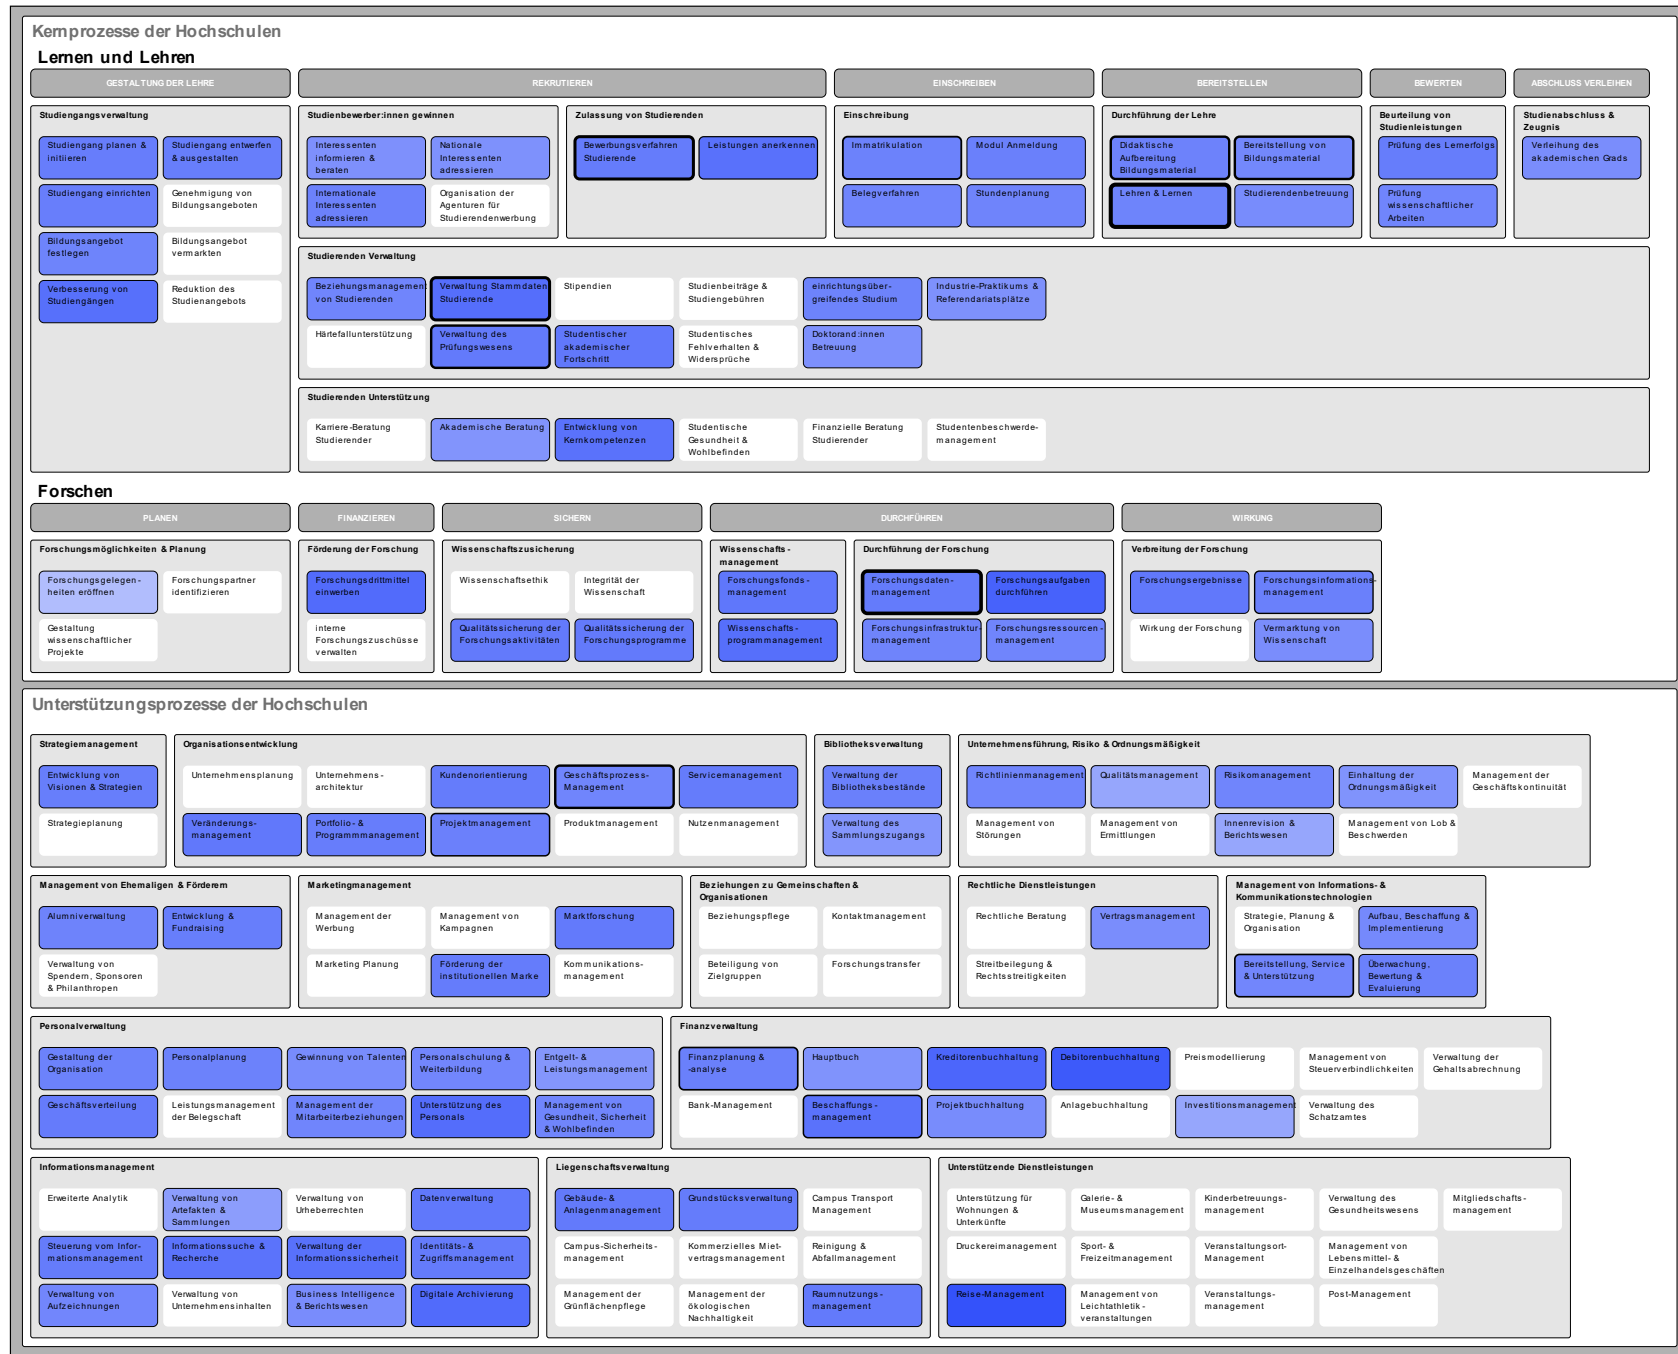 Kernprozesse der Hochschulen
Lernen und Lehren
GESTALTUNG DER LEHRE
REKRUTIEREN
EINSCHREIBEN
BEREITSTELLEN
BEWERTEN
ABSCHLUSS VERLEIHEN
Studiengangsverwaltung
Studiengang planen &
initiieren
Studiengang entwerfen
& ausgestalten
Studiengang einrichten
Genehmigung von
Bildungsangeboten
Bildungsangebot
festlegen
Bildungsangebot
vermarkten
Verbesserung von
Studiengängen
Reduktion des
Studienangebots
Studienbewerber:innen gewinnen
Interessenten
informieren &
beraten
Nationale
Interessenten
adressieren
Internationale
Interessenten
adressieren
Organisation der
Agenturen für
Studierendenwerbung
Zulassung von Studierenden
Bewerbungsverfahren
Studierende
Leistungen anerkennen
Einschreibung
Immatrikulation
Modul Anmeldung
Belegverfahren
Stundenplanung
Durchführung der Lehre
Didaktische
Aufbereitung
Bildungsmaterial
Bereitstellung von
Bildungsmaterial
Lehren & Lernen
Studierendenbetreuung
Beurteilung von
Studienleistungen
Prüfung des Lernerfolgs
Prüfung
wissenschaftlicher
Arbeiten
Studienabschluss &
Zeugnis
Verleihung des
akademischen Grads
Studierenden Verwaltung
Beziehungsmanagement
von Studierenden
Verwaltung Stammdaten
Studierende
Stipendien
Studienbeiträge &
Studiengebühren
einrichtungsüber-
greifendes Studium
Industrie-Praktikums &
Referendariatsplätze
Härtefallunterstützung
Verwaltung des
Prüfungswesens
Studentischer
akademischer
Fortschritt
Studentisches
Fehlverhalten &
Widersprüche
Doktorand:innen
Betreuung
Studierenden Unterstützung
Karriere-Beratung
Studierender
Akademische Beratung
Entwicklung von
Kernkompetenzen
Studentische
Gesundheit &
Wohlbefinden
Finanzielle Beratung
Studierender
Studentenbeschwerde-
management
Forschen
PLANEN
FINANZIEREN
SICHERN
DURCHFÜHREN
WIRKUNG
Forschungsmöglichkeiten & Planung
Forschungsgelegen-
heiten eröffnen
Forschungspartner
identifizieren
Gestaltung
wissenschaftlicher
Projekte
Förderung der Forschung
Forschungsdrittmittel
einwerben
interne
Forschungszuschüsse
verwalten
Wissenschaftszusicherung
Wissenschaftsethik
Integrität der
Wissenschaft
Qualitätssicherung der
Forschungsaktivitäten
Qualitätssicherung der
Forschungsprogramme
Wissenschafts-
management
Forschungsfonds-
management
Wissenschafts-
programmanagement
Durchführung der Forschung
Forschungsdaten-
management
Forschungsaufgaben
durchführen
Forschungsinfrastruktur-
management
Forschungsressourcen-
management
Verbreitung der Forschung
Forschungsergebnisse
Forschungsinformations-
management
Wirkung der Forschung
Vermarktung von
Wissenschaft
Unterstützungsprozesse der Hochschulen
Strategiemanagement
Entwicklung von
Visionen & Strategien
Strategieplanung
Organisationsentwicklung
Unternehmensplanung
Unternehmens-
architektur
Kundenorientierung
Geschäftsprozess-
Management
Servicemanagement
Veränderungs-
management
Portfolio- &
Programmmanagement
Projektmanagement
Produktmanagement
Nutzenmanagement
Bibliotheksverwaltung
Verwaltung der
Bibliotheksbestände
Verwaltung des
Sammlungszugangs
Unternehmensführung, Risiko & Ordnungsmäßigkeit
Richtlinienmanagement
Qualitätsmanagement
Risikomanagement
Einhaltung der
Ordnungsmäßigkeit
Management der
Geschäftskontinuität
Management von
Störungen
Management von
Ermittlungen
Innenrevision &
Berichtswesen
Management von Lob &
Beschwerden
Management von Ehemaligen & Förderern
Alumniverwaltung
Entwicklung &
Fundraising
Verwaltung von
Spendern, Sponsoren
& Philanthropen
Marketingmanagement
Management der
Werbung
Management von
Kampagnen
Marktforschung
Marketing Planung
Förderung der
institutionellen Marke
Kommunikations-
management
Beziehungen zu Gemeinschaften &
Organisationen
Beziehungspflege
Kontaktmanagement
Beteiligung von
Zielgruppen
Forschungstransfer
Rechtliche Dienstleistungen
Rechtliche Beratung
Vertragsmanagement
Streitbeilegung &
Rechtsstreitigkeiten
Management von Informations- &
Kommunikationstechnologien
Strategie, Planung &
Organisation
Aufbau, Beschaffung &
Implementierung
Bereitstellung, Service
& Unterstützung
Überwachung,
Bewertung &
Evaluierung
Personalverwaltung
Gestaltung der
Organisation
Personalplanung
Gewinnung von Talenten
Personalschulung &
Weiterbildung
Entgelt- &
Leistungsmanagement
Geschäftsverteilung
Leistungsmanagement
der Belegschaft
Management der
Mitarbeiterbeziehungen
Unterstützung des
Personals
Management von
Gesundheit, Sicherheit
& Wohlbefinden
Finanzverwaltung
Finanzplanung &
-analyse
Hauptbuch
Kreditorenbuchhaltung
Debitorenbuchhaltung
Preismodellierung
Management von
Steuerverbindlichkeiten
Verwaltung der
Gehaltsabrechnung
Bank-Management
Beschaffungs-
management
Projektbuchhaltung
Anlagebuchhaltung
Investitionsmanagement
Verwaltung des
Schatzamtes
Informationsmanagement
Erweiterte Analytik
Verwaltung von
Artefakten &
Sammlungen
Verwaltung von
Urheberrechten
Datenverwaltung
Steuerung vom Infor-
mationsmanagement
Informationssuche &
Recherche
Verwaltung der
Informationssicherheit
Identitäts- &
Zugriffsmanagement
Verwaltung von
Aufzeichnungen
Verwaltung von
Unternehmensinhalten
Business Intelligence
& Berichtswesen
Digitale Archivierung
Liegenschaftsverwaltung
Gebäude- &
Anlagenmanagement
Grundstücksverwaltung
Campus Transport
Management
Campus-Sicherheits-
management
Kommerzielles Miet-
vertragsmanagement
Reinigung &
Abfallmanagement
Management der
Grünflächenpflege
Management der
ökologischen
Nachhaltigkeit
Raumnutzungs-
management
Unterstützende Dienstleistungen
Unterstützung für
Wohnungen &
Unterkünfte
Galerie- &
Museumsmanagement
Kinderbetreuungs-
management
Verwaltung des
Gesundheitswesens
Mitgliedschafts-
management
Druckereimanagement
Sport- &
Freizeitmanagement
Veranstaltungsort-
Management
Management von
Lebensmittel- &
Einzelhandelsgeschäften
Reise-Management
Management von
Leichtathletik-
veranstaltungen
Veranstaltungs-
management
Post-Management